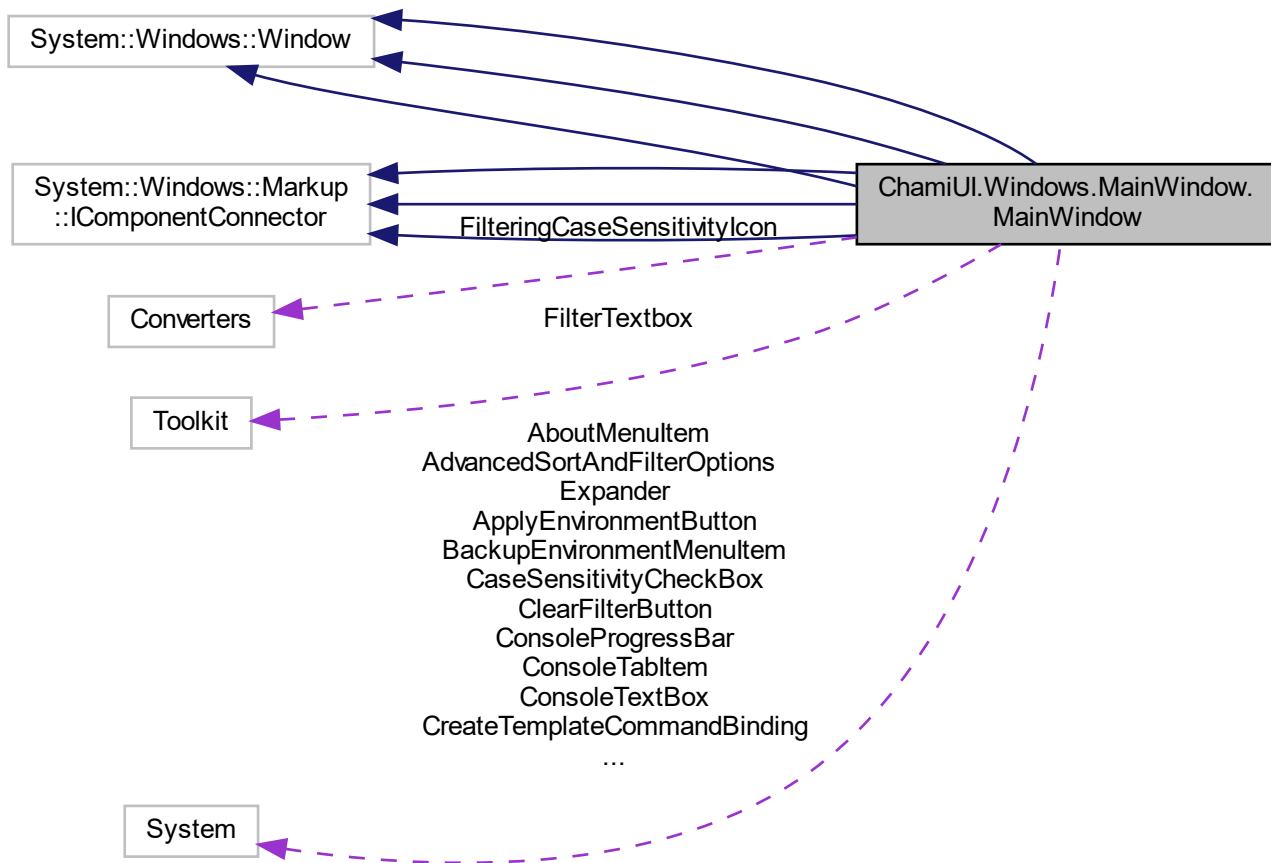 System::Windows::Window
System::Windows::Markup
::IComponentConnector
ChamiUI.Windows.MainWindow.
MainWindow
FilteringCaseSensitivityIcon
Converters
FilterTextbox
Toolkit
AboutMenuItem
AdvancedSortAndFilterOptions
Expander
ApplyEnvironmentButton
BackupEnvironmentMenuItem
CaseSensitivityCheckBox
ClearFilterButton
ConsoleProgressBar
ConsoleTabItem
ConsoleTextBox
CreateTemplateCommandBinding
...
System